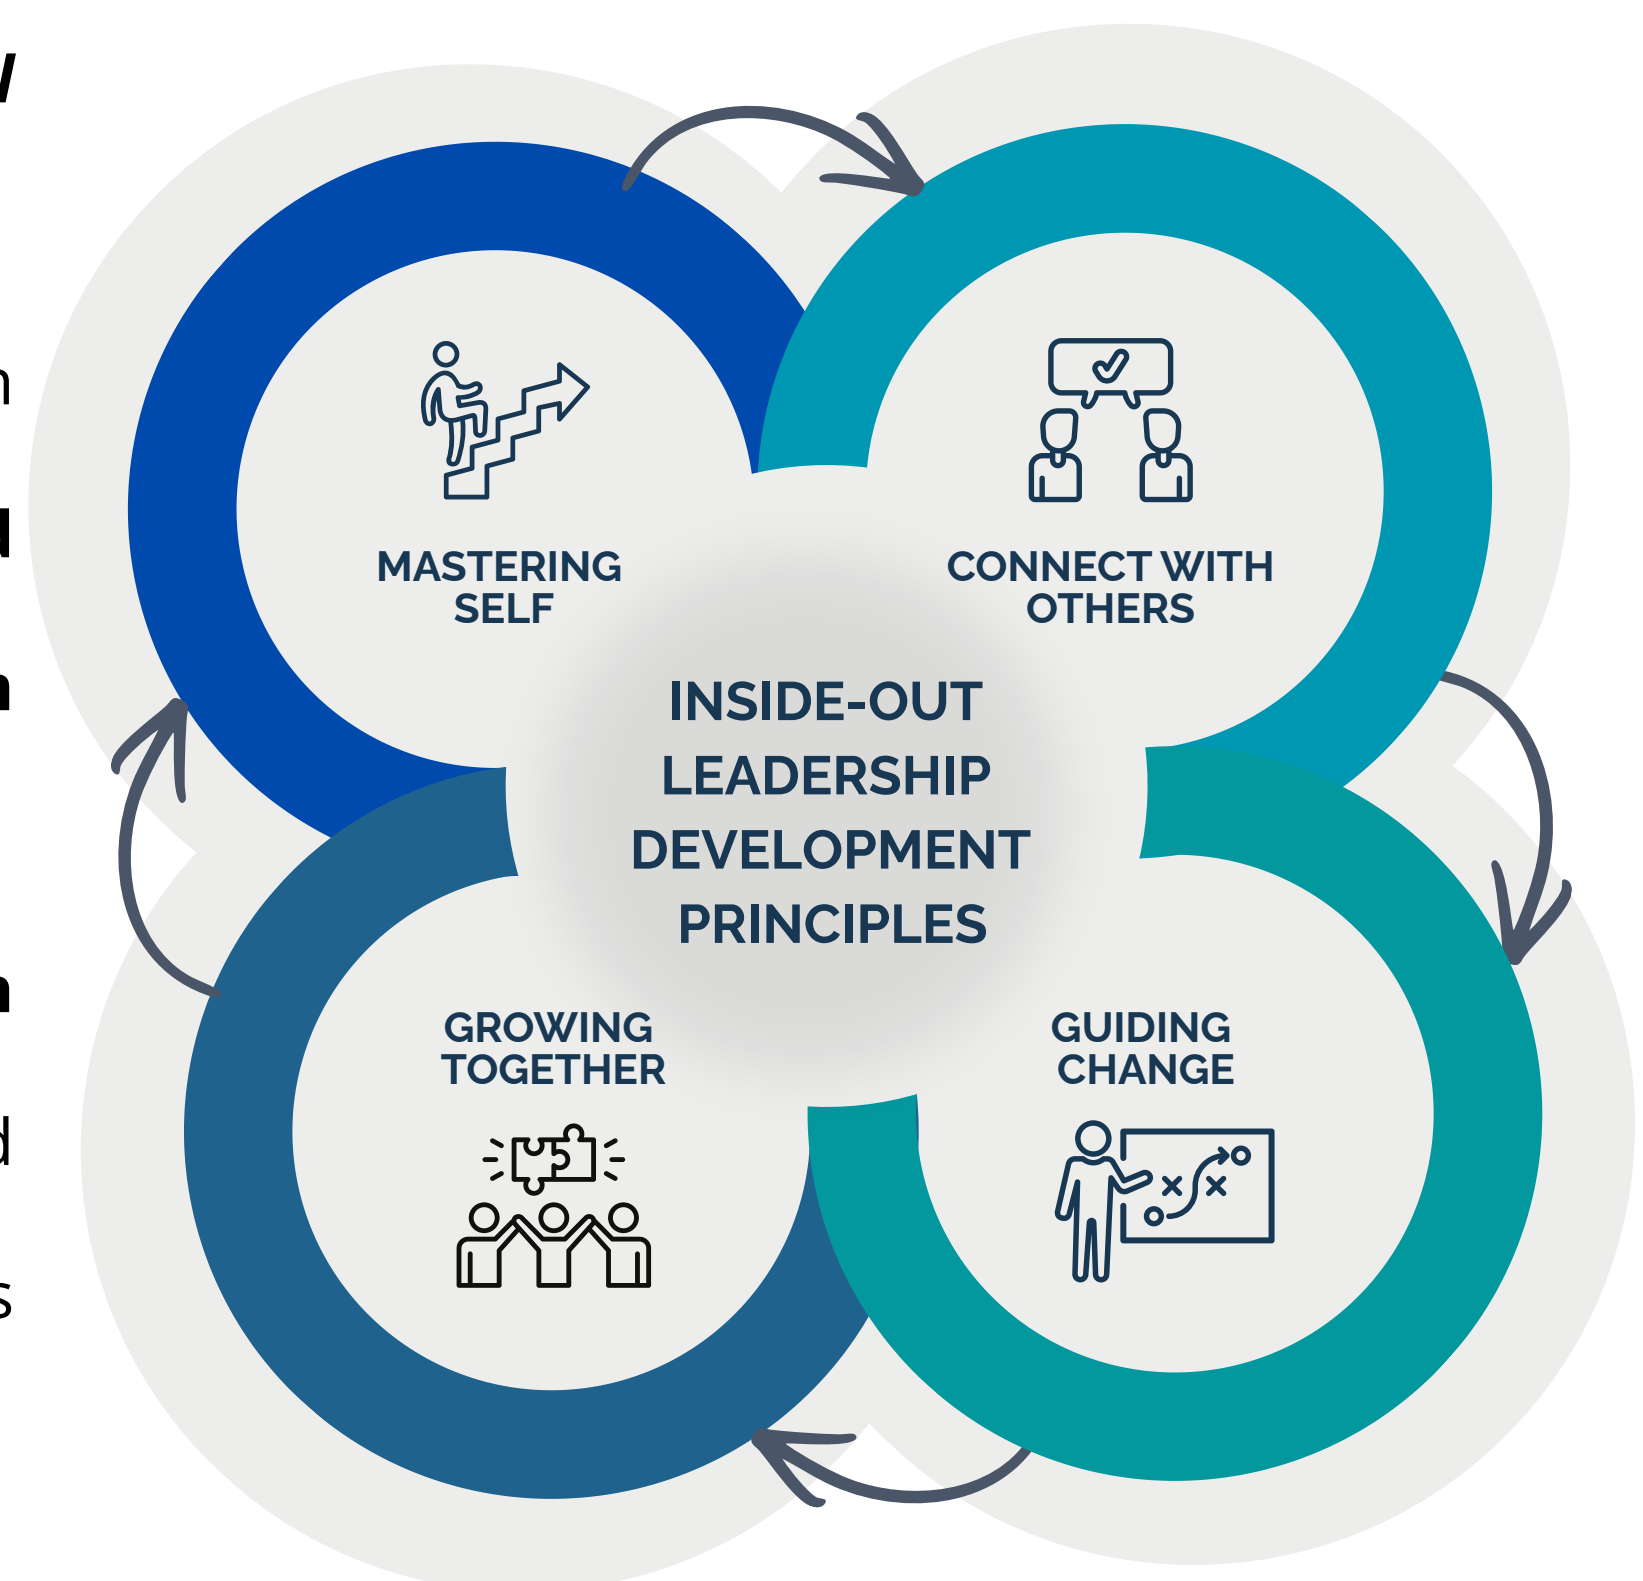 MASTERING
SELF
CONNECT WITH
OTHERS
INSIDE-OUT
LEADERSHIP
DEVELOPMENT
PRINCIPLES
GROWING
TOGETHER
GUIDING
CHANGE